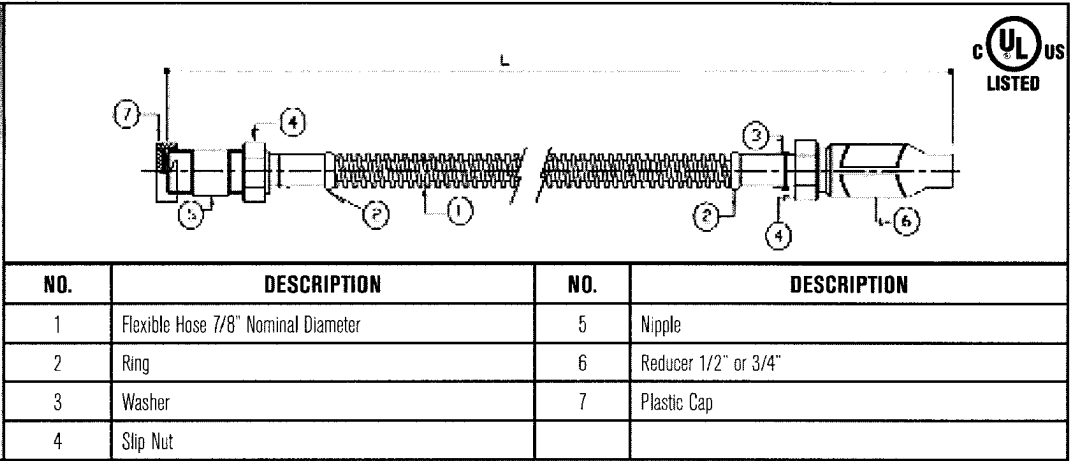 L
C UL US
LISTED
7
4
3
5
2
1
2
4
6
NO. DESCRIPTION NO. DESCRIPTION
1 Flexible Hose 7/8" Nominal Diameter 5 Nipple
2 Ring 6 Reducer 1/2" or 3/4"
3 Washer 7 Plastic Cap
4 Slip Nut